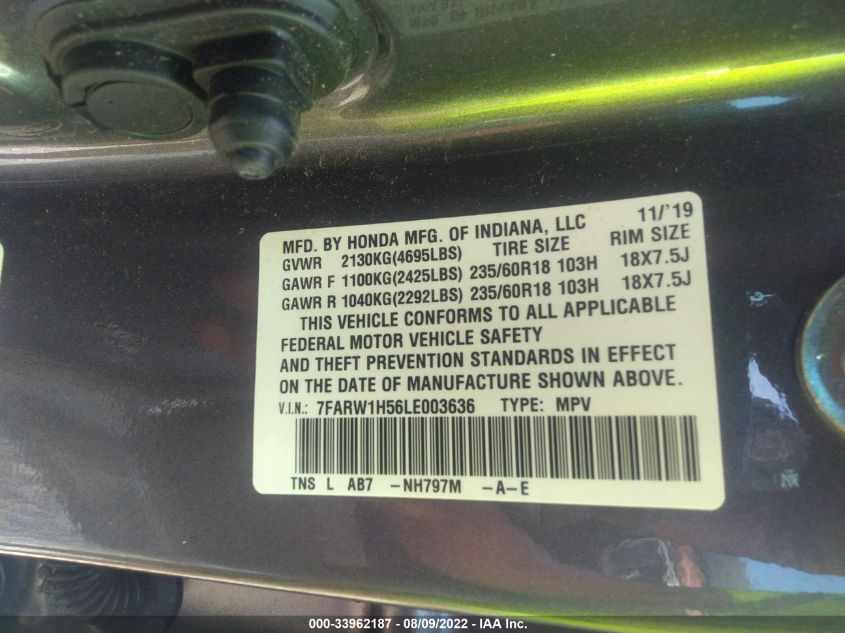 MFD. BY HONDA MFG. OF INDIANA, LLC 11/'19
GVWR 2130KG(4695LBS) TIRE SIZE RIM SIZE
GAWR F 1100KG(2425LBS) 235/60R18 103H 18X7.5J
GAWR R 1040KG(2292LBS) 235/60R18 103H 18X7.5J
THIS VEHICLE CONFORMS TO ALL APPLICABLE
FEDERAL MOTOR VEHICLE SAFETY
AND THEFT PREVENTION STANDARDS IN EFFECT
ON THE DATE OF MANUFACTURE SHOWN ABOVE.
V.I.N.: 7FARW1H56LE003636 TYPE: MPV
TNS L AB7 -NH797M -A-E
000-33962187 - 08/09/2022 - IAA Inc.